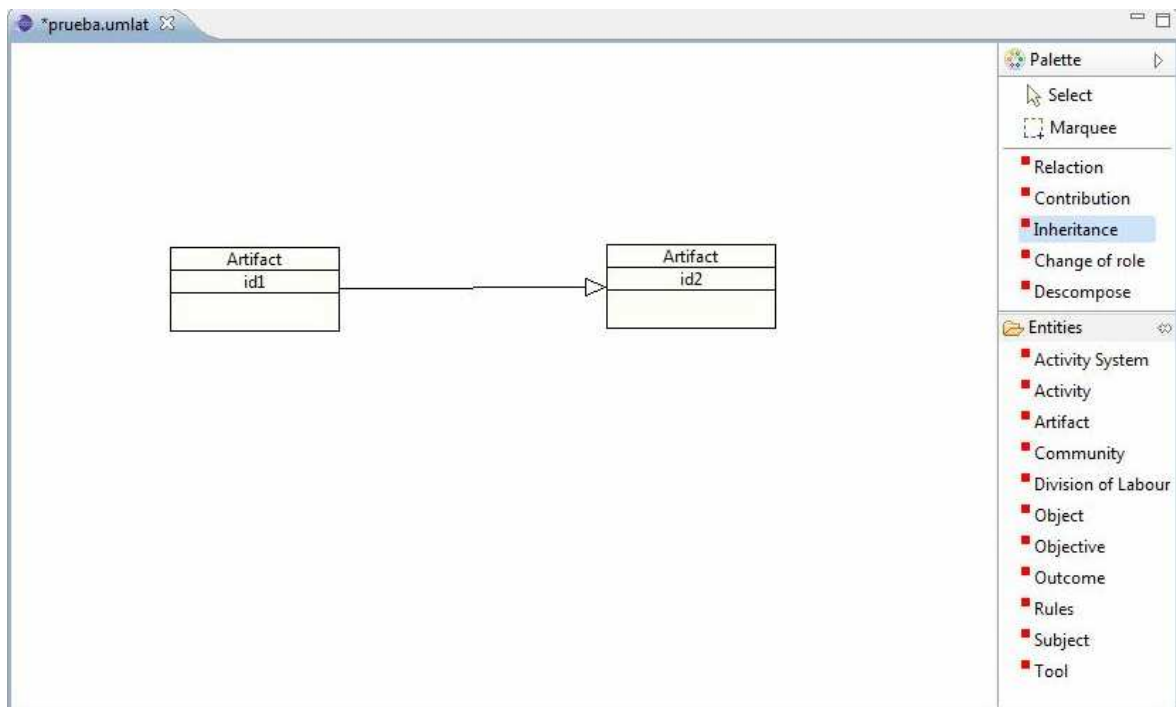 *prueba.umlat
Artifact
id1
Artifact
id2
Palette
Select
Marquee
Relaction
Contribution
Inheritance
Change of role
Descompose
Entities
Activity System
Activity
Artifact
Community
Division of Labour
Object
Objective
Outcome
Rules
Subject
Tool